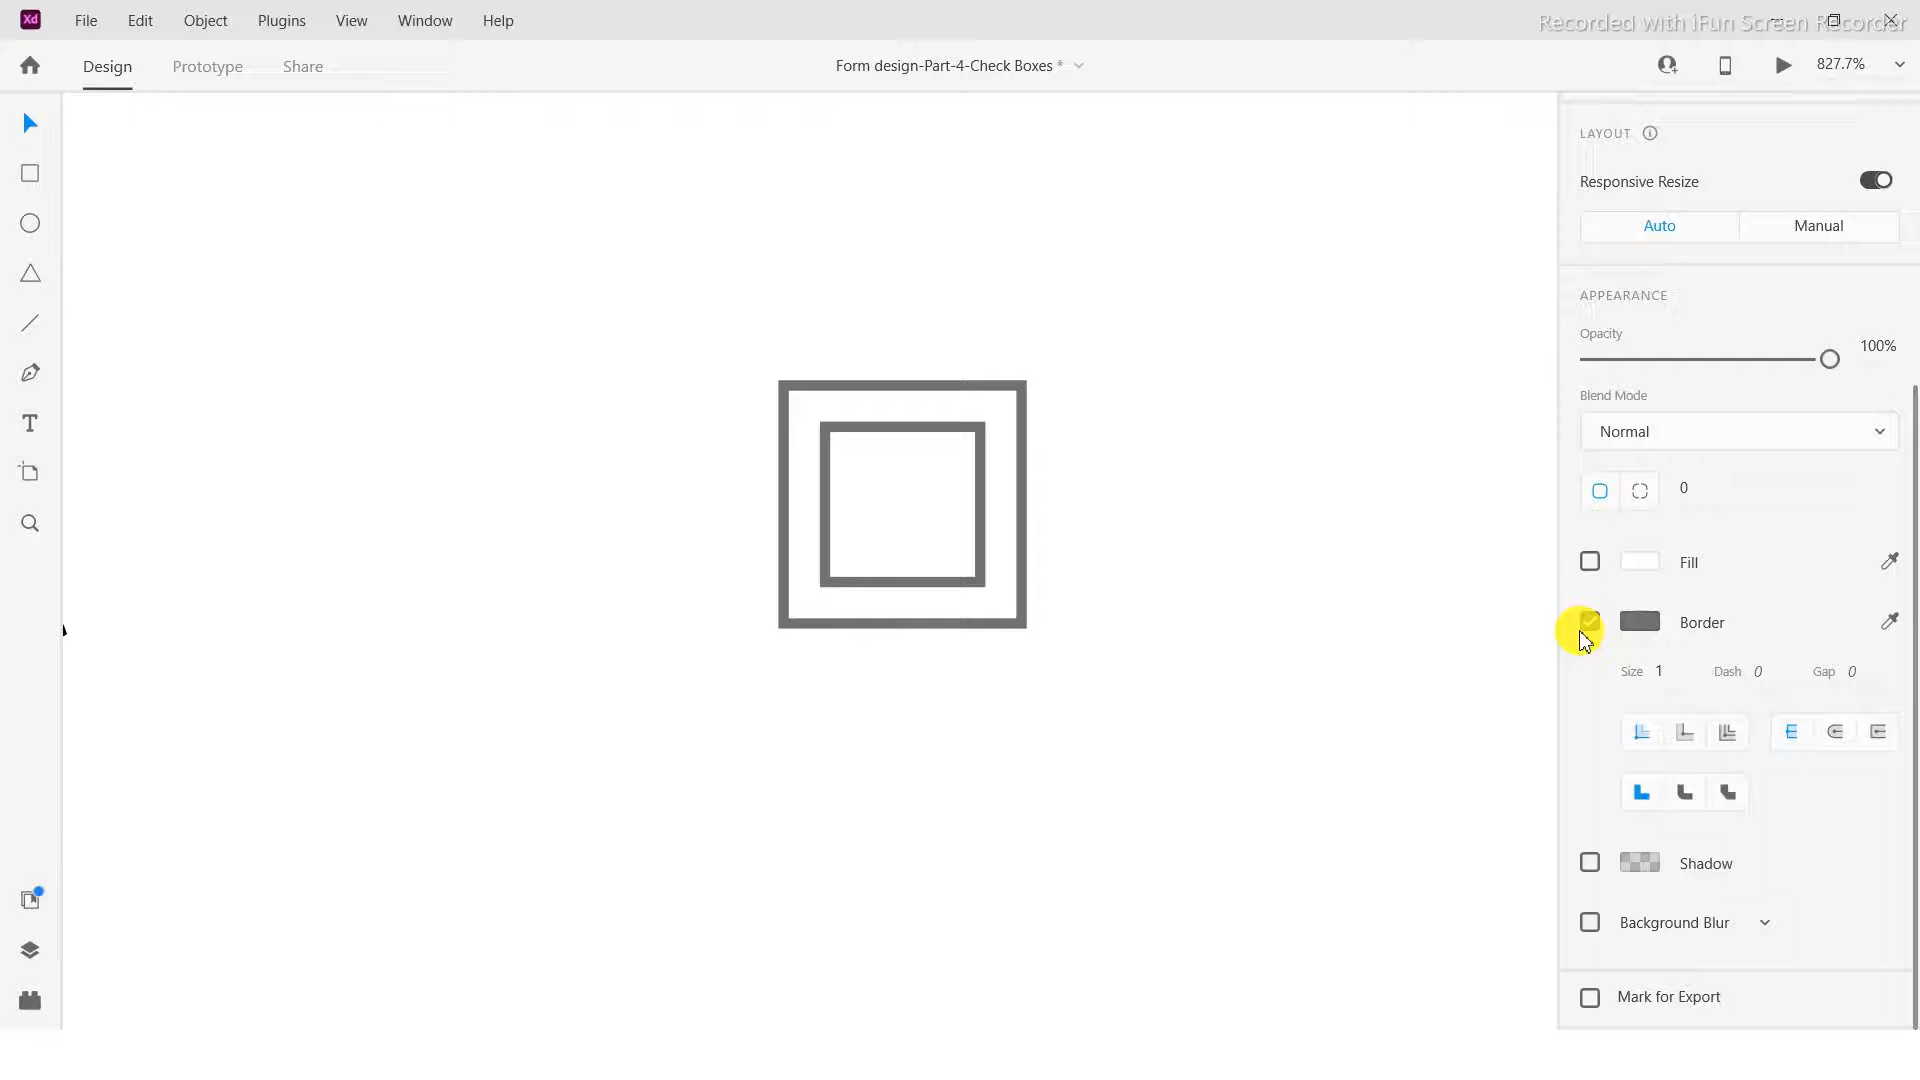 Xd File Edit Object Plugins View Window Help
Recorded with iFun Screen Recorder
Design Prototype Share
Form design-Part-4-Check Boxes *
827.7%
LAYOUT
Responsive Resize
Auto Manual
APPEARANCE
Opacity
100%
Blend Mode
Normal
0
Fill
Border
Size 1 Dash 0 Gap 0
Shadow
Background Blur
Mark for Export
T